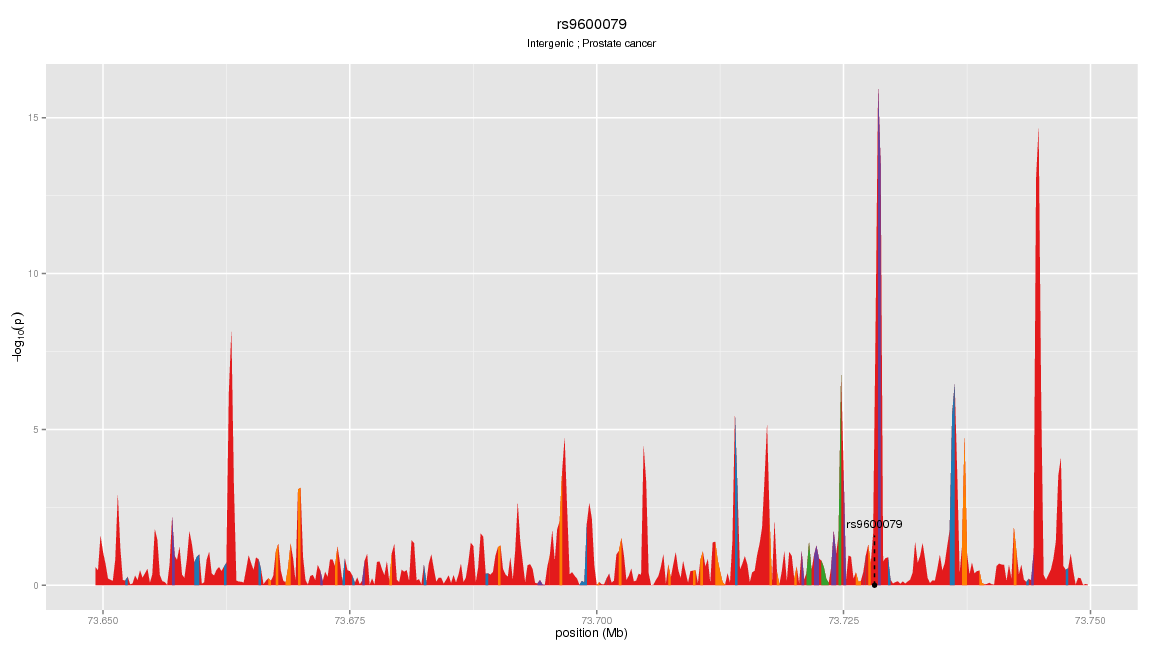 rs9600079
Intergenic ; Prostate cancer
15
10
5
0
−log10(p)
rs9600079
73.650 73.675 73.700 73.725 73.750
position (Mb)